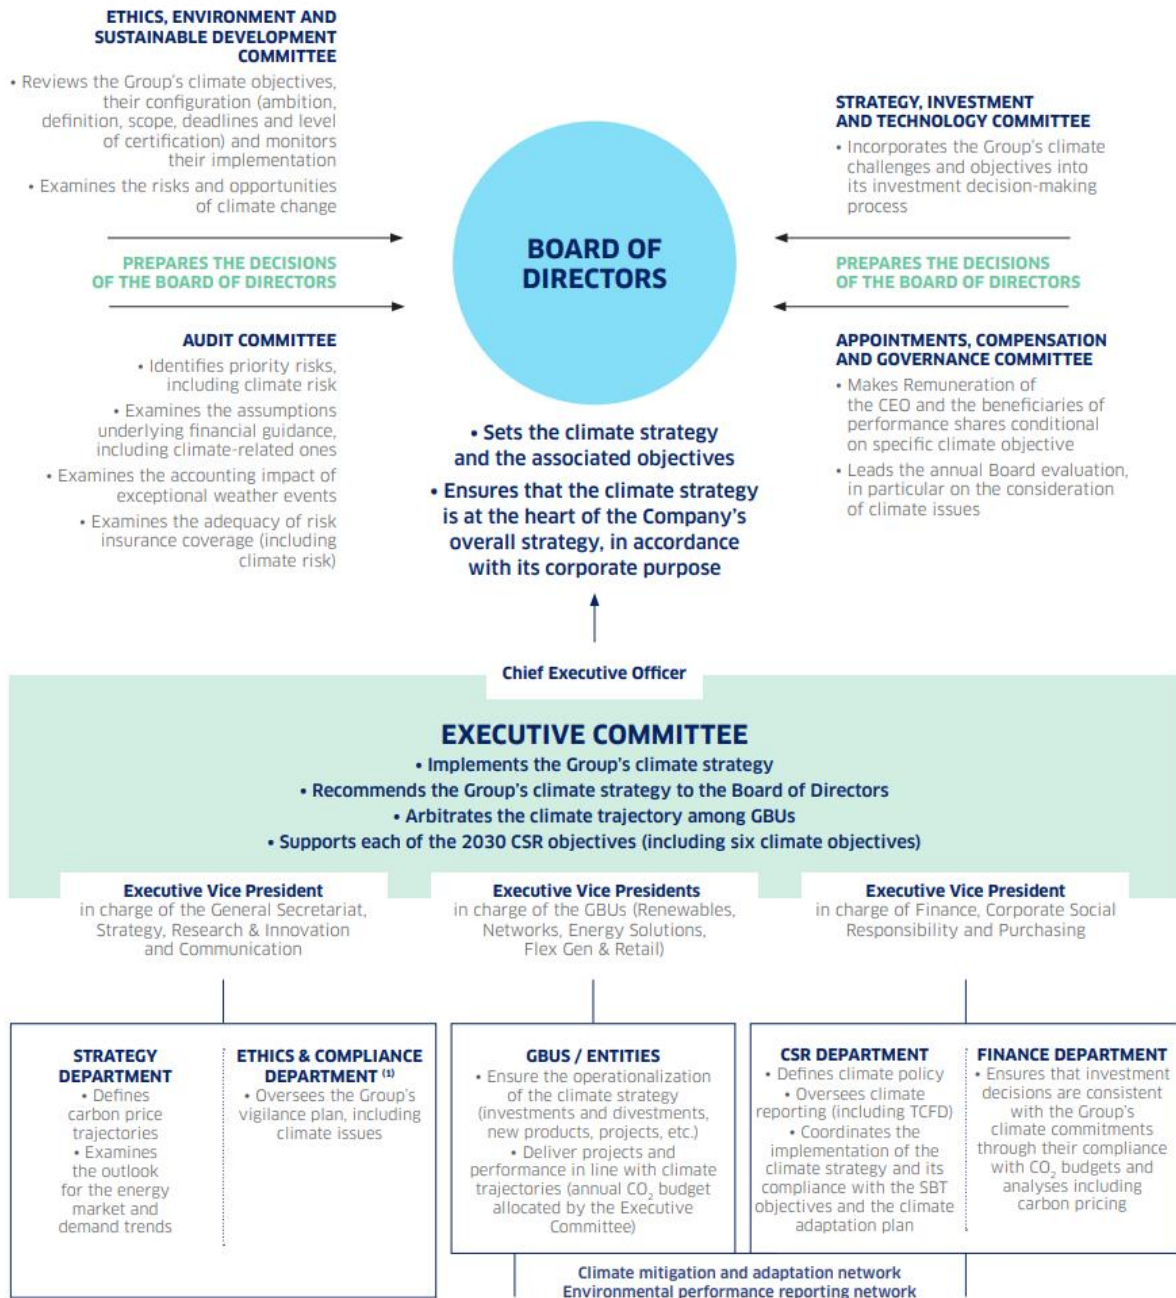 ETHICS, ENVIRONMENT AND
SUSTAINABLE DEVELOPMENT
COMMITTEE
• Reviews the Group's climate objectives,
their configuration (ambition,
definition, scope, deadlines and level
of certification) and monitors
their implementation
• Examines the risks and opportunities
of climate change
PREPARES THE DECISIONS
OF THE BOARD OF DIRECTORS
AUDIT COMMITTEE
• Identifies priority risks,
including climate risk
• Examines the assumptions
underlying financial guidance,
including climate-related ones
• Examines the accounting impact of
exceptional weather events
• Examines the adequacy of risk
insurance coverage (including
climate risk)
BOARD OF
DIRECTORS
• Sets the climate strategy
and the associated objectives
• Ensures that the climate strategy
is at the heart of the Company's
overall strategy, in accordance
with its corporate purpose
STRATEGY, INVESTMENT
AND TECHNOLOGY COMMITTEE
• Incorporates the Group's climate
challenges and objectives into
its investment decision-making
process
PREPARES THE DECISIONS
OF THE BOARD OF DIRECTORS
APPOINTMENTS, COMPENSATION
AND GOVERNANCE COMMITTEE
• Makes Remuneration of
the CEO and the beneficiaries of
performance shares conditional
on specific climate objective
• Leads the annual Board evaluation,
in particular on the consideration
of climate issues
Chief Executive Officer
EXECUTIVE COMMITTEE
• Implements the Group's climate strategy
• Recommends the Group's climate strategy to the Board of Directors
• Arbitrates the climate trajectory among GBUs
• Supports each of the 2030 CSR objectives (including six climate objectives)
Executive Vice President
in charge of the General Secretariat,
Strategy, Research & Innovation
and Communication
Executive Vice Presidents
in charge of the GBUs (Renewables,
Networks, Energy Solutions,
Flex Gen & Retail)
Executive Vice President
in charge of Finance, Corporate Social
Responsibility and Purchasing
STRATEGY
DEPARTMENT
• Defines
carbon price
trajectories
• Examines
the outlook
for the energy
market and
demand trends
ETHICS & COMPLIANCE
DEPARTMENT (1)
• Oversees the Group's
vigilance plan, including
climate issues
GBUS / ENTITIES
• Ensure the operationalization
of the climate strategy
(investments and divestments,
new products, projects, etc.)
• Deliver projects and
performance in line with climate
trajectories (annual CO₂ budget
allocated by the Executive
Committee)
CSR DEPARTMENT
• Defines climate policy
• Oversees climate
reporting (including TCFD)
• Coordinates the
implementation of the
climate strategy and its
compliance with the SBT
objectives and the climate
adaptation plan
FINANCE DEPARTMENT
• Ensures that investment
decisions are consistent
with the Group's
climate commitments
through their compliance
with CO₂ budgets and
analyses including
carbon pricing
Climate mitigation and adaptation network
Environmental performance reporting network